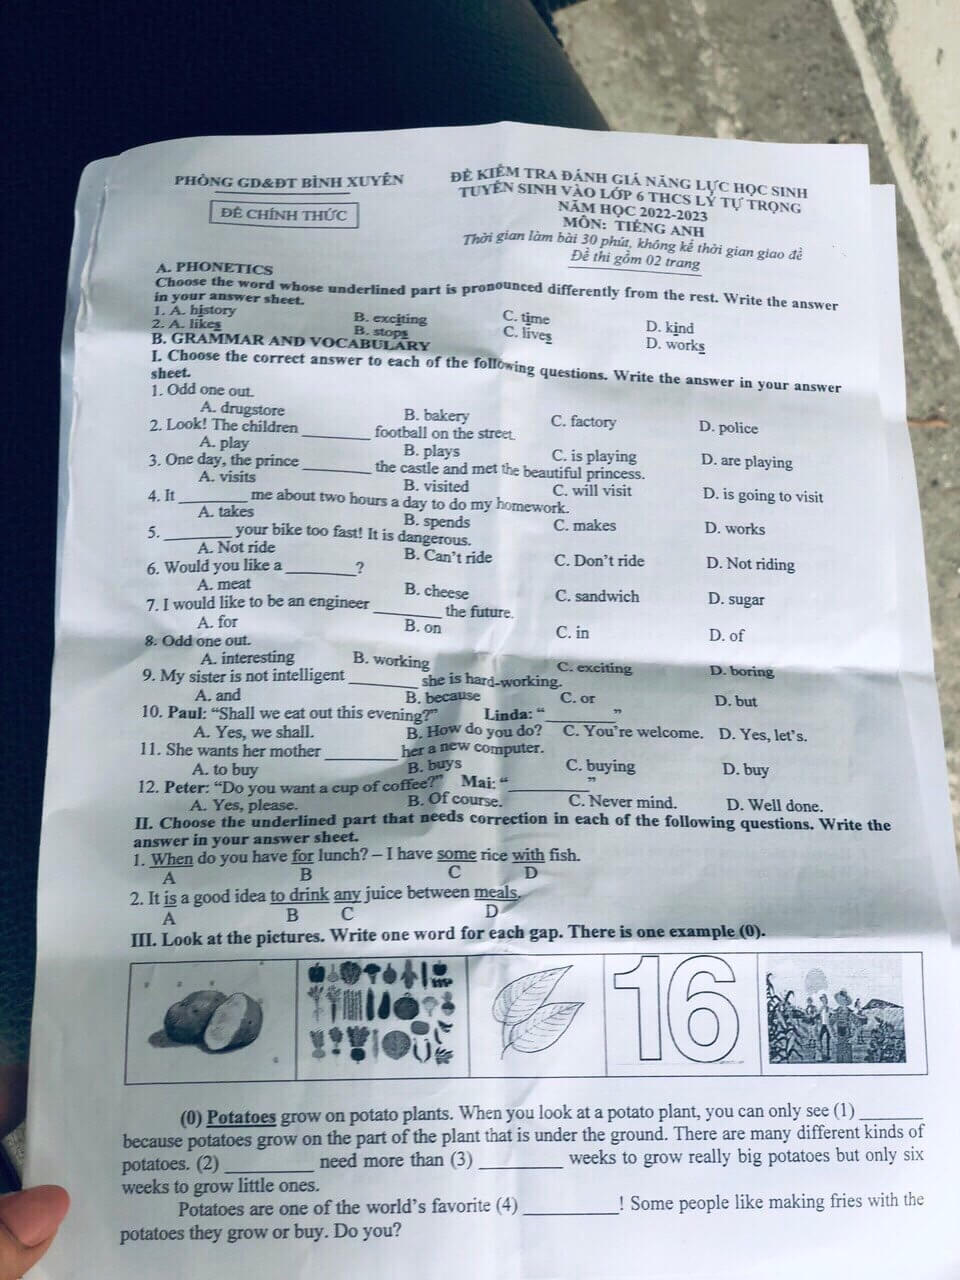 PHÒNG GD&ĐT BÌNH XUYÊN
ĐỀ CHÍNH THỨC
ĐỀ KIỂM TRA ĐÁNH GIÁ NĂNG LỰC HỌC SINH
TUYỂN SINH VÀO LỚP 6 THCS LÝ TỰ TRỌNG
NĂM HỌC 2022-2023
MÔN: TIẾNG ANH
Thời gian làm bài 30 phút, không kể thời gian giao đề
Đề thi gồm 02 trang
A. PHONETICS
Choose the word whose underlined part is pronounced differently from the rest. Write the answer
in your answer sheet.
1. A. history B. exciting C. time D. kind
2. A. likes B. stops C. lives D. works
B. GRAMMAR AND VOCABULARY
I. Choose the correct answer to each of the following questions. Write the answer in your answer
sheet.
1. Odd one out.
A. drugstore B. bakery C. factory D. police
2. Look! The children ________ football on the street.
A. play B. plays C. is playing D. are playing
3. One day, the prince ________ the castle and met the beautiful princess.
A. visits B. visited C. will visit D. is going to visit
4. It ________ me about two hours a day to do my homework.
A. takes B. spends C. makes D. works
5. ________ your bike too fast! It is dangerous.
A. Not ride B. Can't ride C. Don't ride D. Not riding
6. Would you like a ________?
A. meat B. cheese C. sandwich D. sugar
7. I would like to be an engineer ________ the future.
A. for B. on C. in D. of
8. Odd one out.
A. interesting B. working C. exciting D. boring
9. My sister is not intelligent ________ she is hard-working.
A. and B. because C. or D. but
10. Paul: “Shall we eat out this evening?” Linda: “________”
A. Yes, we shall. B. How do you do? C. You're welcome. D. Yes, let's.
11. She wants her mother ________ her a new computer.
A. to buy B. buys C. buying D. buy
12. Peter: “Do you want a cup of coffee?” Mai: “________”
A. Yes, please. B. Of course. C. Never mind. D. Well done.
II. Choose the underlined part that needs correction in each of the following questions. Write the
answer in your answer sheet.
1. When do you have for lunch? – I have some rice with fish.
A B C D
2. It is a good idea to drink any juice between meals.
A B C D
III. Look at the pictures. Write one word for each gap. There is one example (0).
16
(0) Potatoes grow on potato plants. When you look at a potato plant, you can only see (1) ________
because potatoes grow on the part of the plant that is under the ground. There are many different kinds of
potatoes. (2) ________ need more than (3) ________ weeks to grow really big potatoes but only six
weeks to grow little ones.
Potatoes are one of the world's favorite (4) ________! Some people like making fries with the
potatoes they grow or buy. Do you?